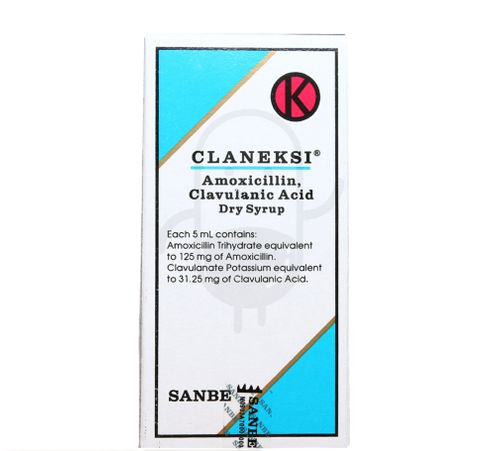 K
CLANEKSI®
Amoxicillin,
Clavulanic Acid
Dry Syrup
Each 5 mL contains:
Amoxicillin Trihydrate equivalent
to 125 mg of Amoxicillin.
Clavulanate Potassium equivalent
to 31.25 mg of Clavulanic Acid.
SANBE
SANBE